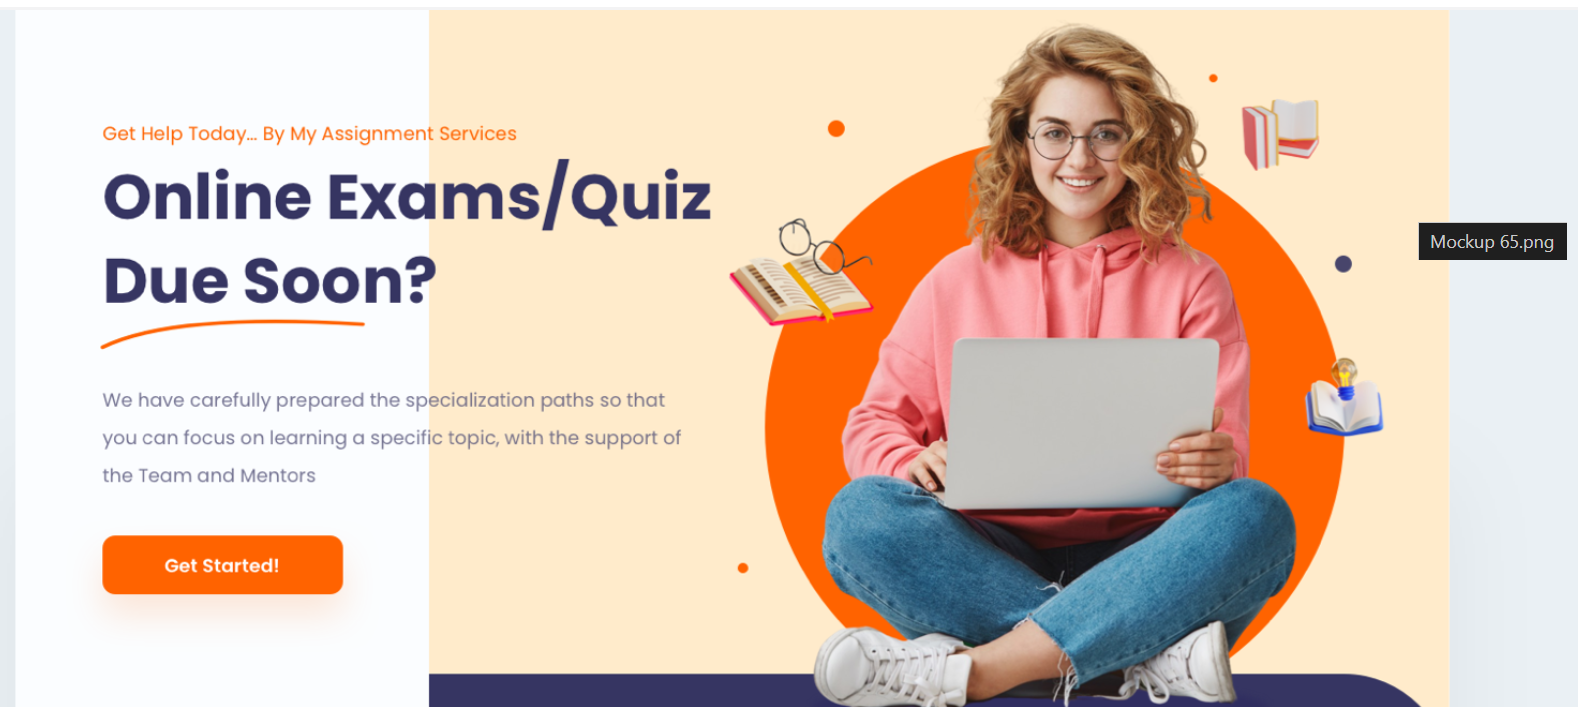 Get Help Today... By My Assignment Services
Online Exams/Quiz
Due Soon?
We have carefully prepared the specialization paths so that
you can focus on learning a specific topic, with the support of
the Team and Mentors
Get Started!
Mockup 65.png